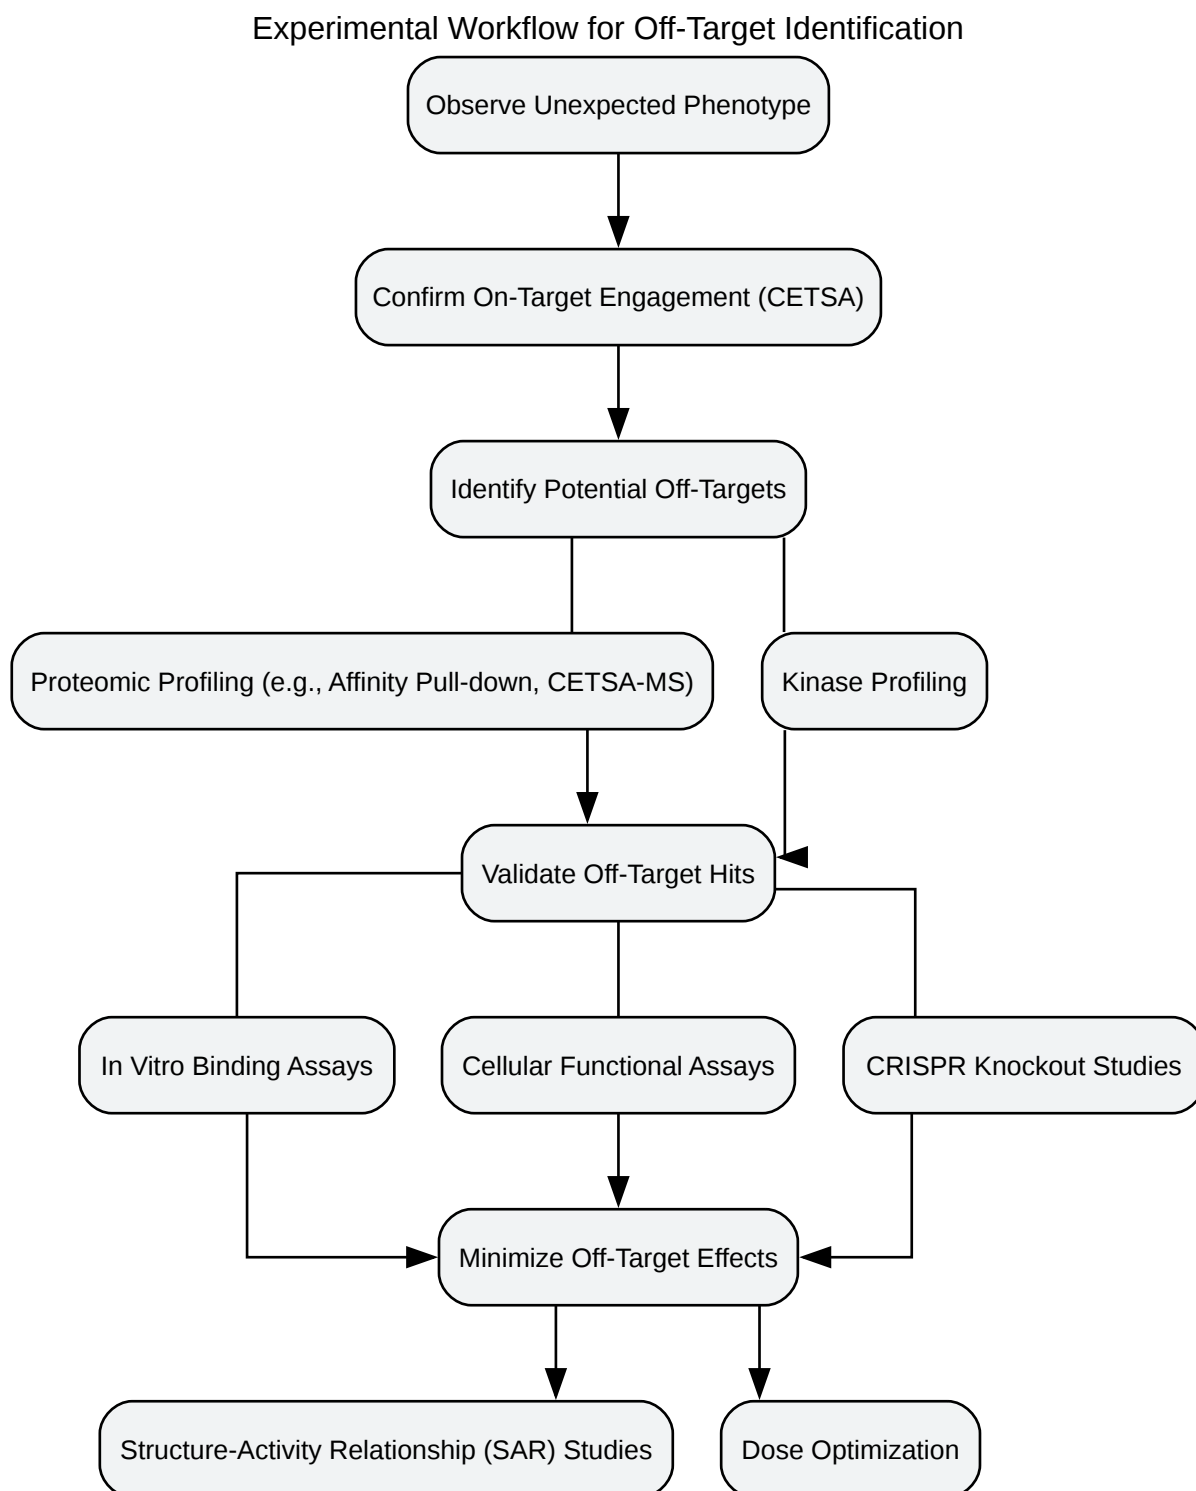 Experimental Workflow for Off-Target Identification
Observe Unexpected Phenotype
Confirm On-Target Engagement (CETSA)
Identify Potential Off-Targets
Proteomic Profiling (e.g., Affinity Pull-down, CETSA-MS)
Kinase Profiling
Validate Off-Target Hits
In Vitro Binding Assays
Cellular Functional Assays
CRISPR Knockout Studies
Minimize Off-Target Effects
Structure-Activity Relationship (SAR) Studies
Dose Optimization